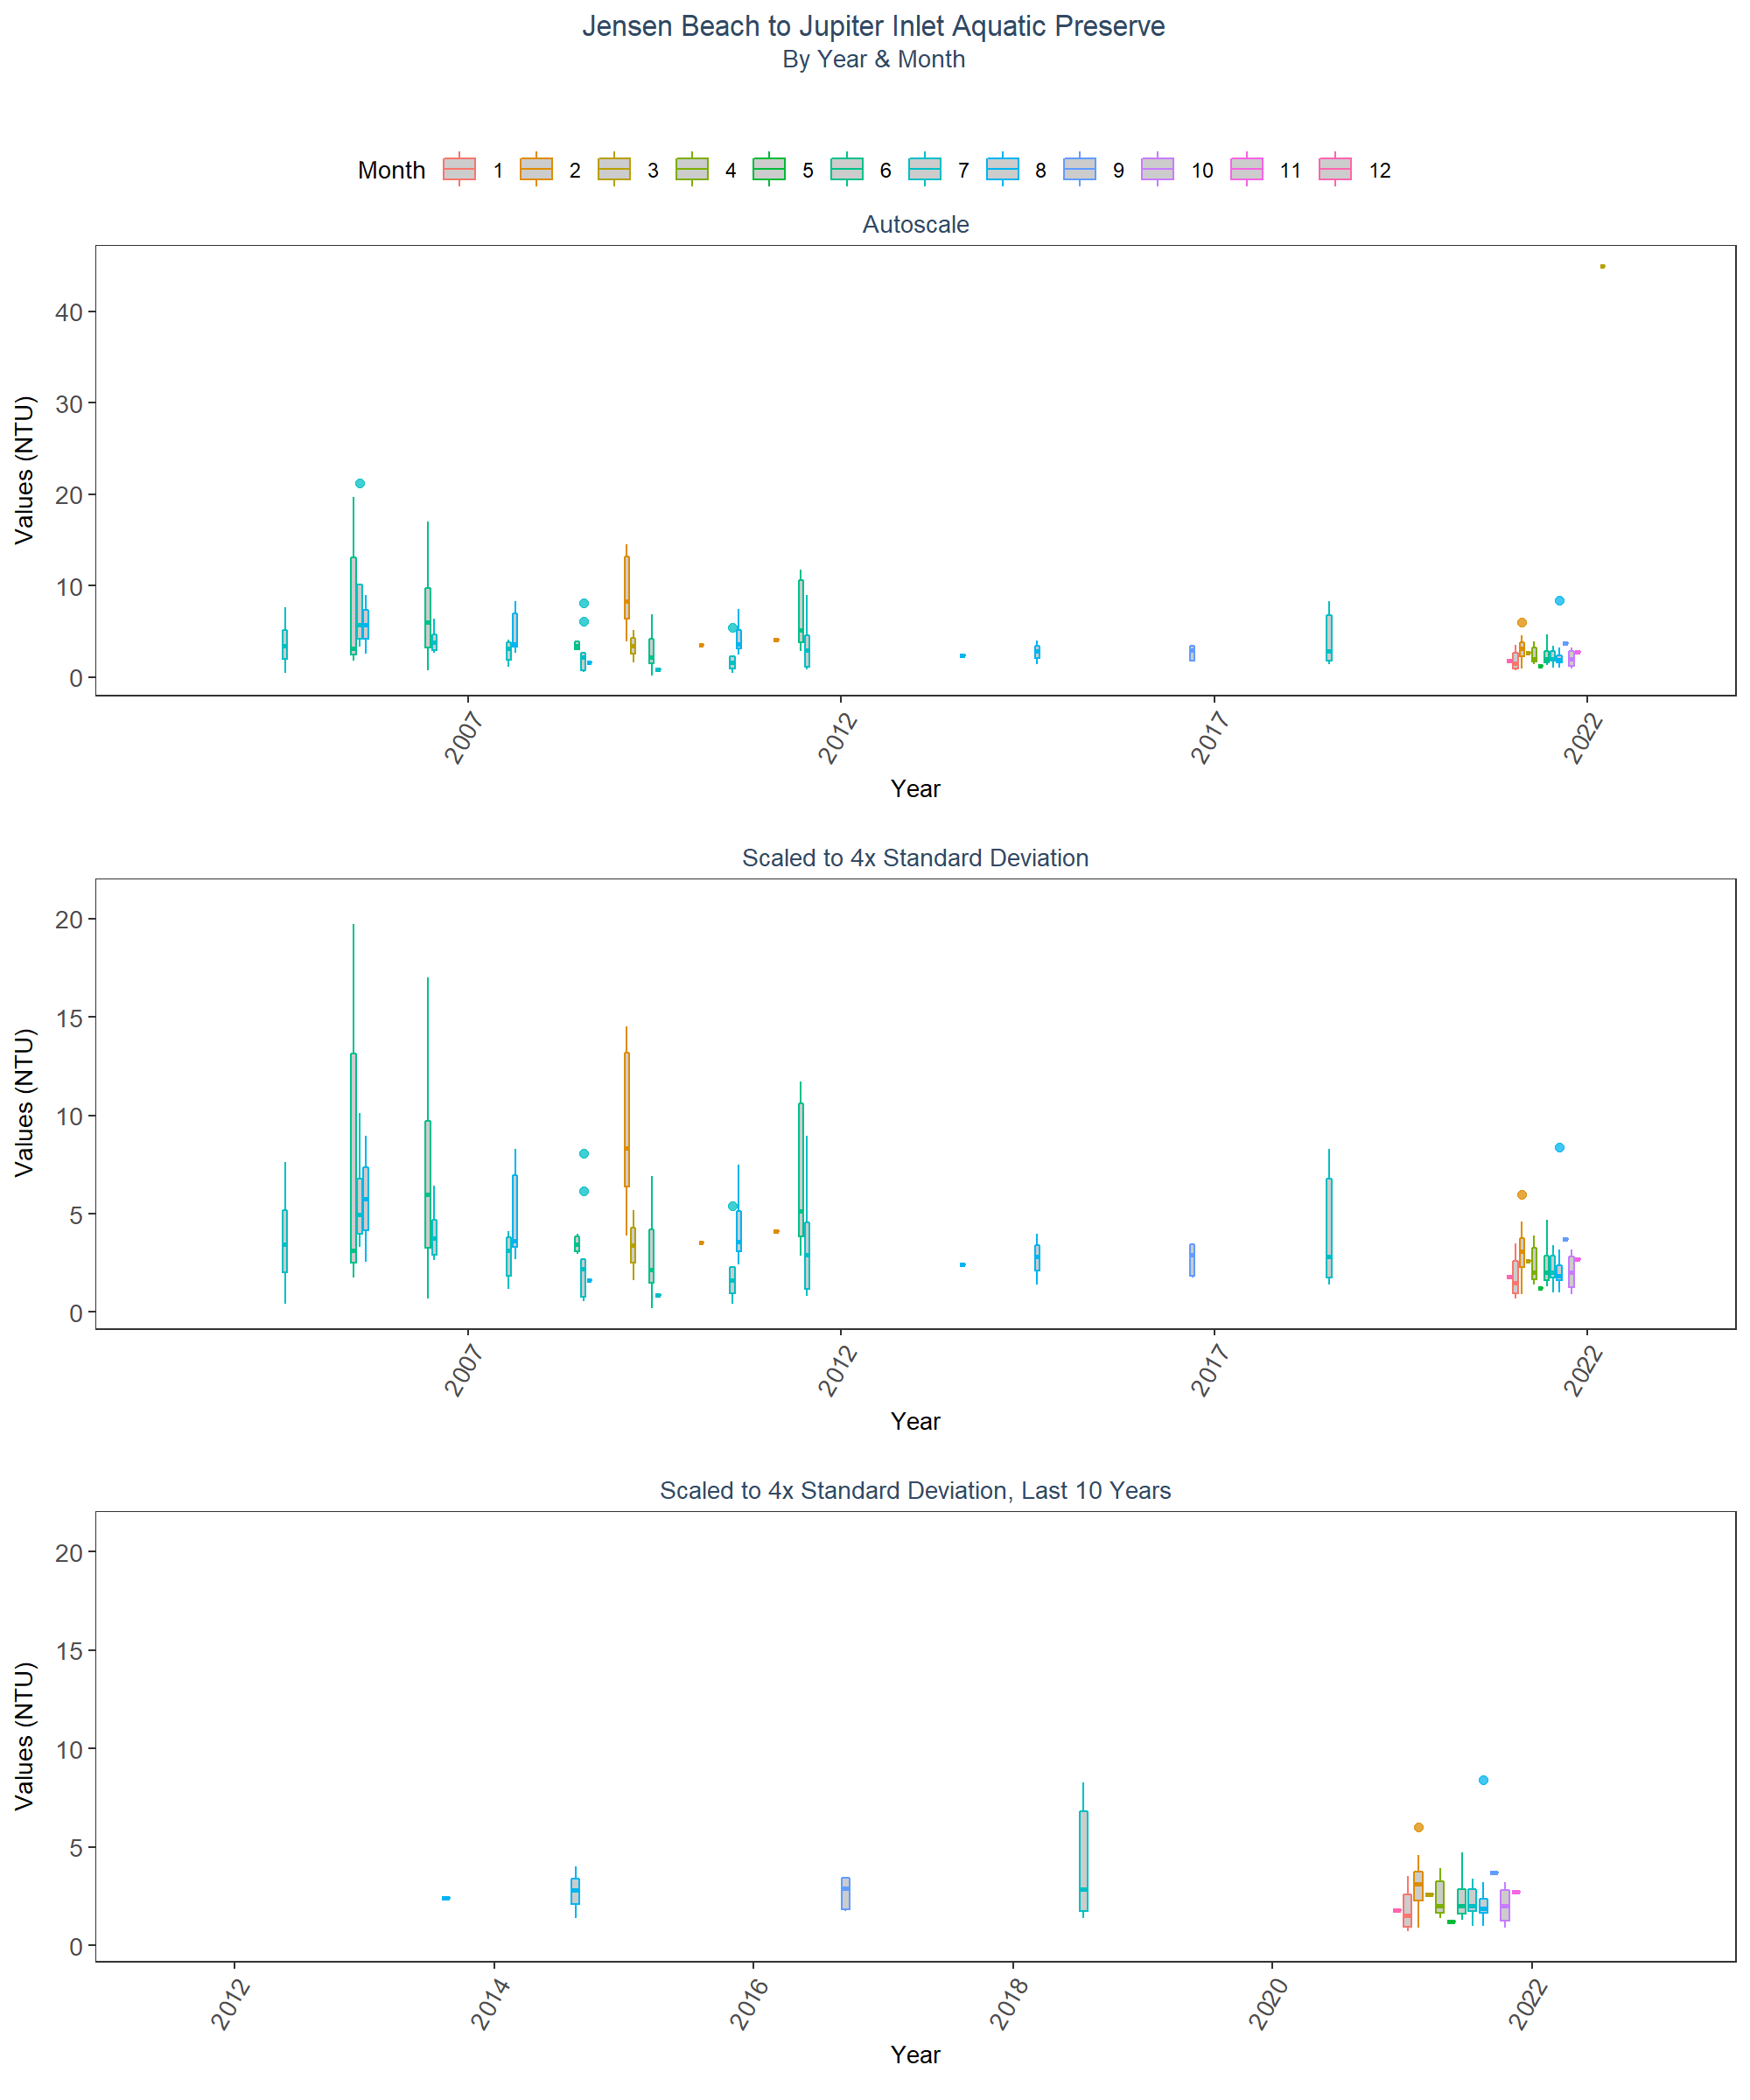 Jensen Beach to Jupiter Inlet Aquatic Preserve
By Year & Month
Month 1 2 3 4 5 6 7 8 9 10 11 12
Autoscale
Values (NTU)
40
30
20
10
0
2007 2012 2017 2022
Year
Scaled to 4x Standard Deviation
Values (NTU)
20
15
10
5
0
2007 2012 2017 2022
Year
Scaled to 4x Standard Deviation, Last 10 Years
Values (NTU)
20
15
10
5
0
2012 2014 2016 2018 2020 2022
Year